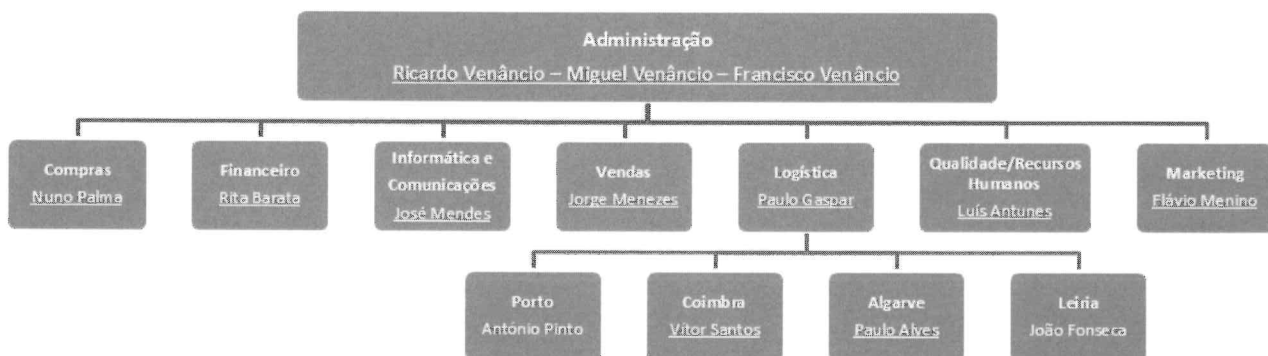 Administração
Ricardo Venâncio – Miguel Venâncio – Francisco Venâncio
Compras
Nuno Palma
Financeiro
Rita Barata
Informática e
Comunicações
José Mendes
Vendas
Jorge Menezes
Logística
Paulo Gaspar
Qualidade/Recursos
Humanos
Luís Antunes
Marketing
Flávio Menino
Porto
António Pinto
Coimbra
Vitor Santos
Algarve
Paulo Alves
Leiria
João Fonseca